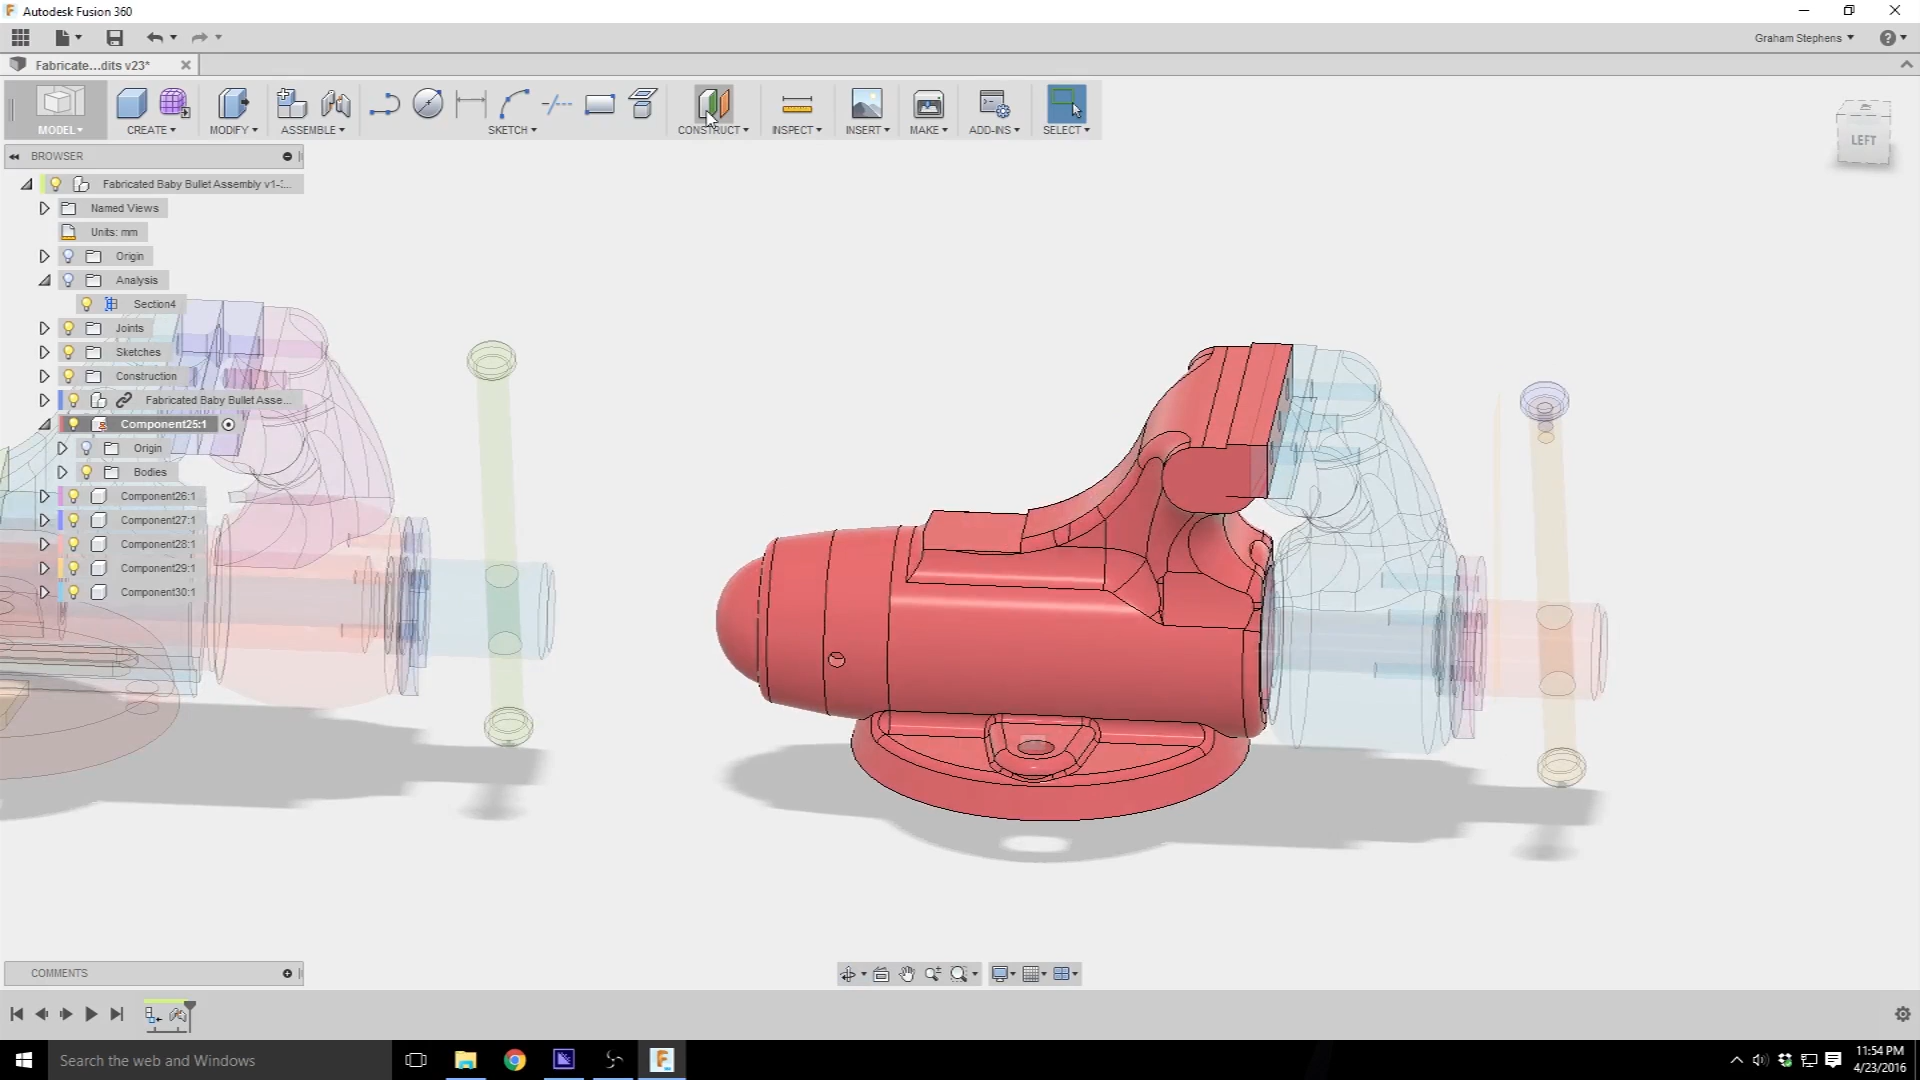 Autodesk Fusion 360
Graham Stephens
Fabricate...dits v23*
MODEL
CREATE
MODIFY
ASSEMBLE
SKETCH
CONSTRUCT
INSPECT
INSERT
MAKE
ADD-INS
SELECT
LEFT
BROWSER
Fabricated Baby Bullet Assembly v1-:...
Named Views
Units: mm
Origin
Analysis
Section4
Joints
Sketches
Construction
Fabricated Baby Bullet Asse...
Component25:1
Origin
Bodies
Component26:1
Component27:1
Component28:1
Component29:1
Component30:1
COMMENTS
Search the web and Windows
11:54 PM
4/23/2016